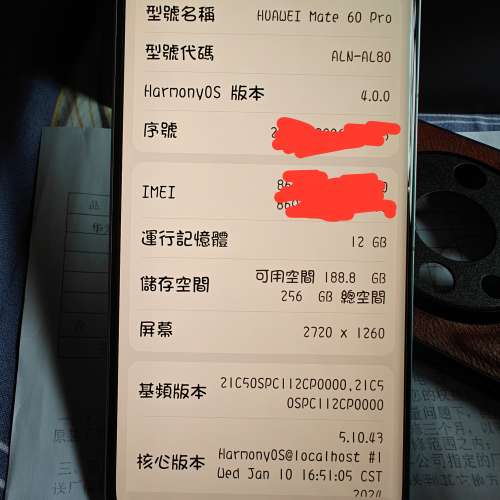 型號名稱 HUAWEI Mate 60 Pro
型號代碼 ALN-AL80
HarmonyOS 版本 4.0.0
序號
IMEI
運行記憶體 12 GB
儲存空間 可用空間 188.8 GB
256 GB 總空間
屏幕 2720 x 1260
基頻版本 21C50SPC112CP0000,21C5
0SPC112CP0000
核心版本 5.10.43
HarmonyOS@localhost #1
Wed Jan 10 16:51:05 CST
2024